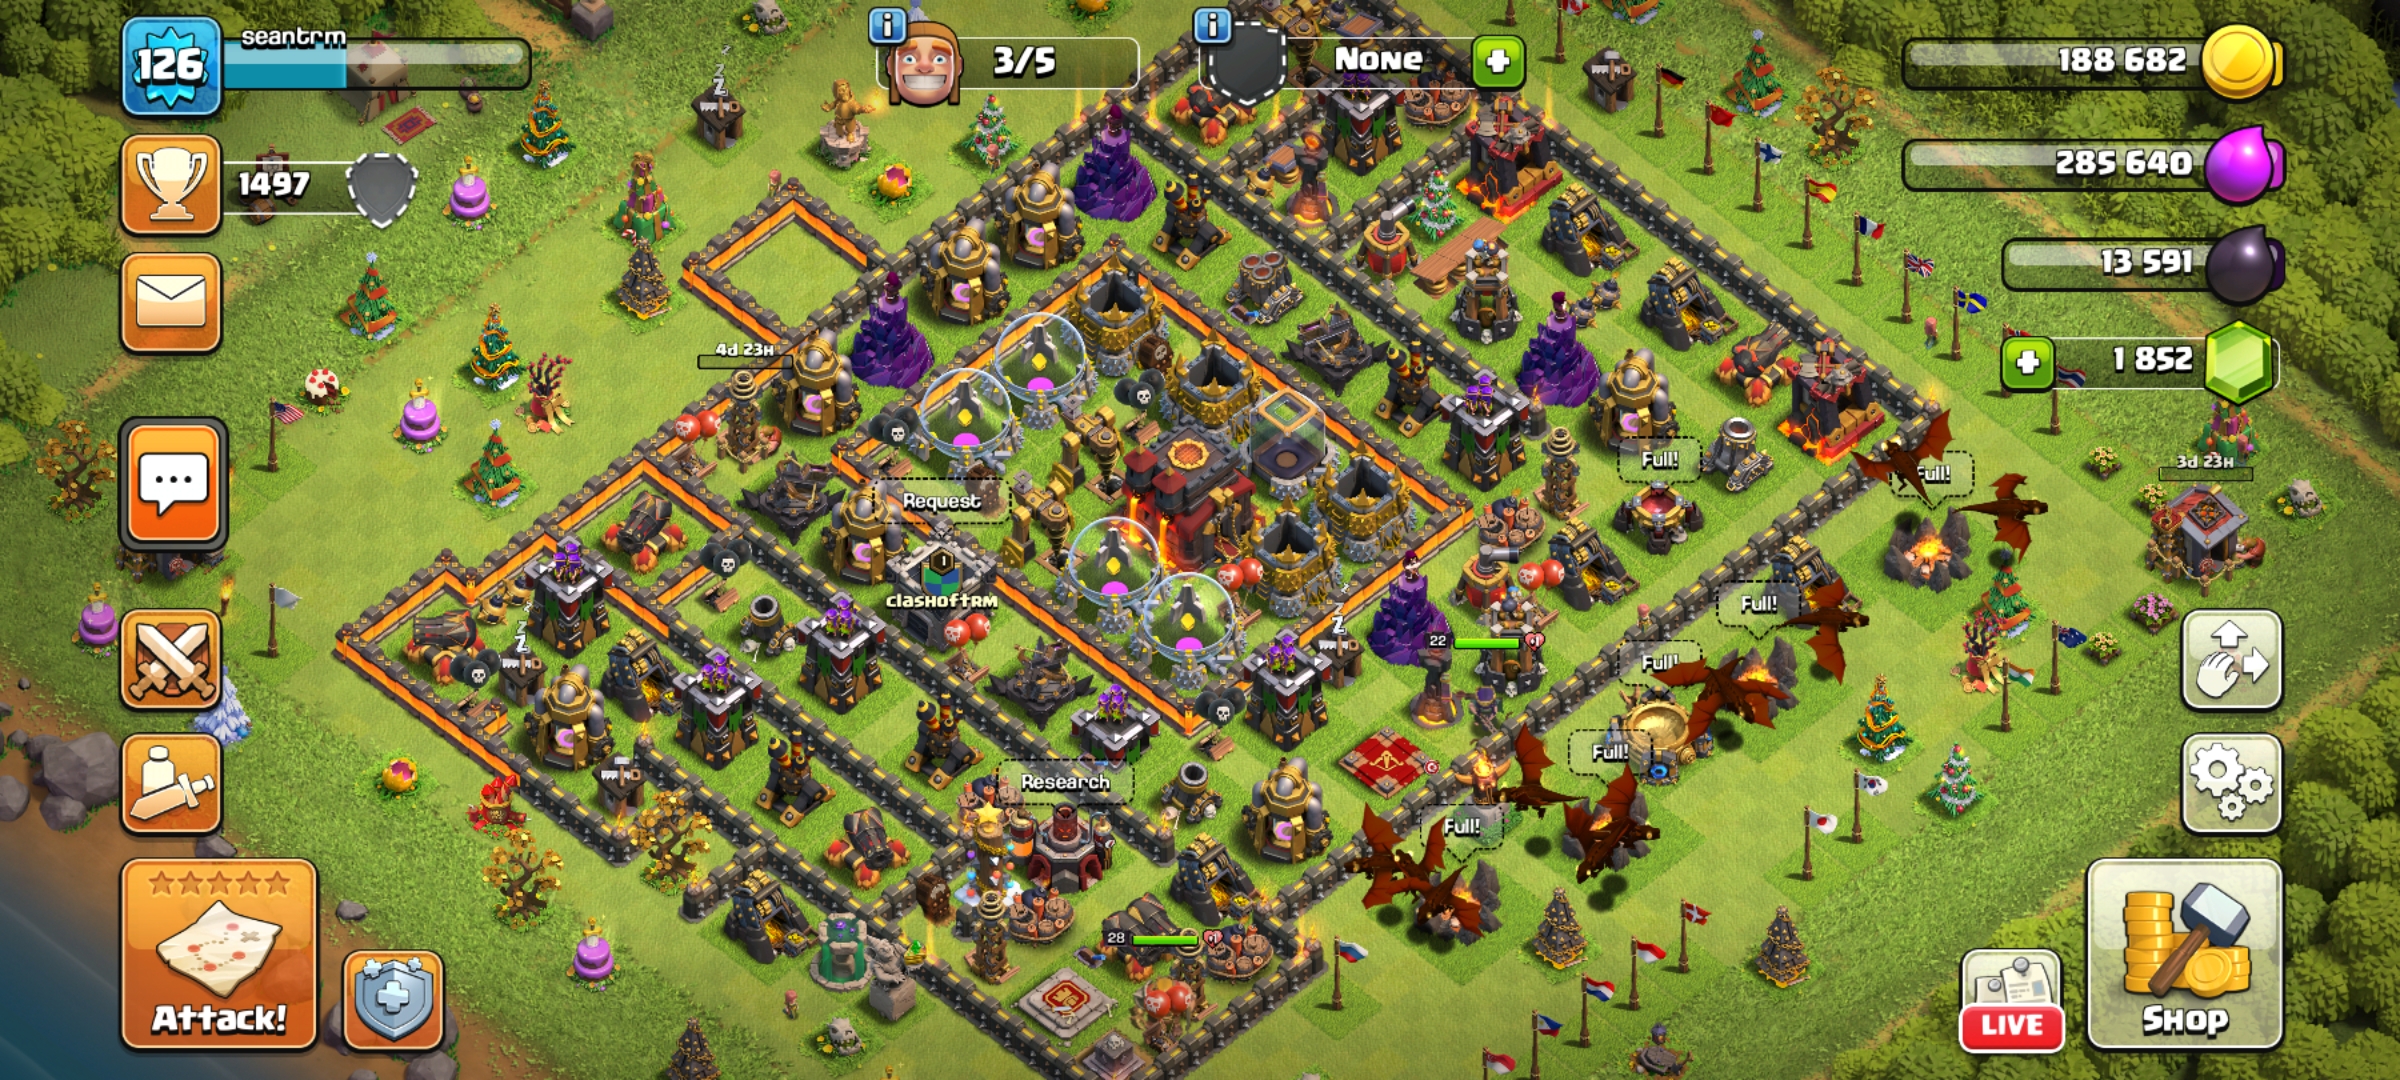 seantrm
126
3/5
None
188 682
1497
285 640
13 591
1 852
4d 23H
Full!
Full!
3d 23H
Request
1
clashoftrm
Full!
22
Full!
Full!
Research
Full!
28
Attack!
LIVE
Shop